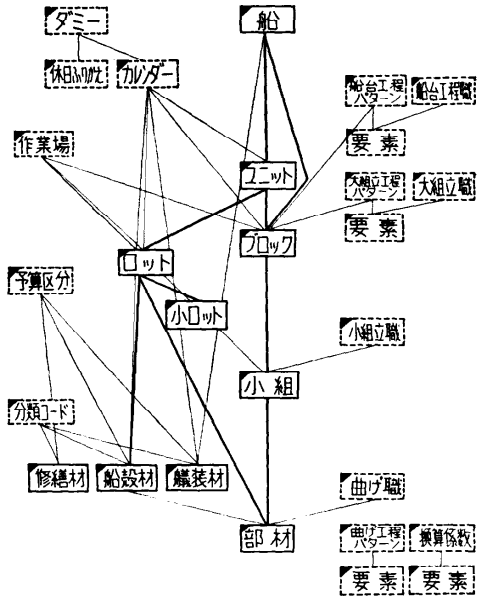 ダミー
船
休日ふりかえ
カレンダー
船台工程
パターン
船台工程職
要素
作業場
ユニット
大組立工程
パターン
大組立職
要素
ブロック
ロット
予算区分
小ロット
小組立職
小組
分類コード
修繕材
船殻材
艤装材
曲げ職
部材
曲げ工程
パターン
換算係数
要素
要素